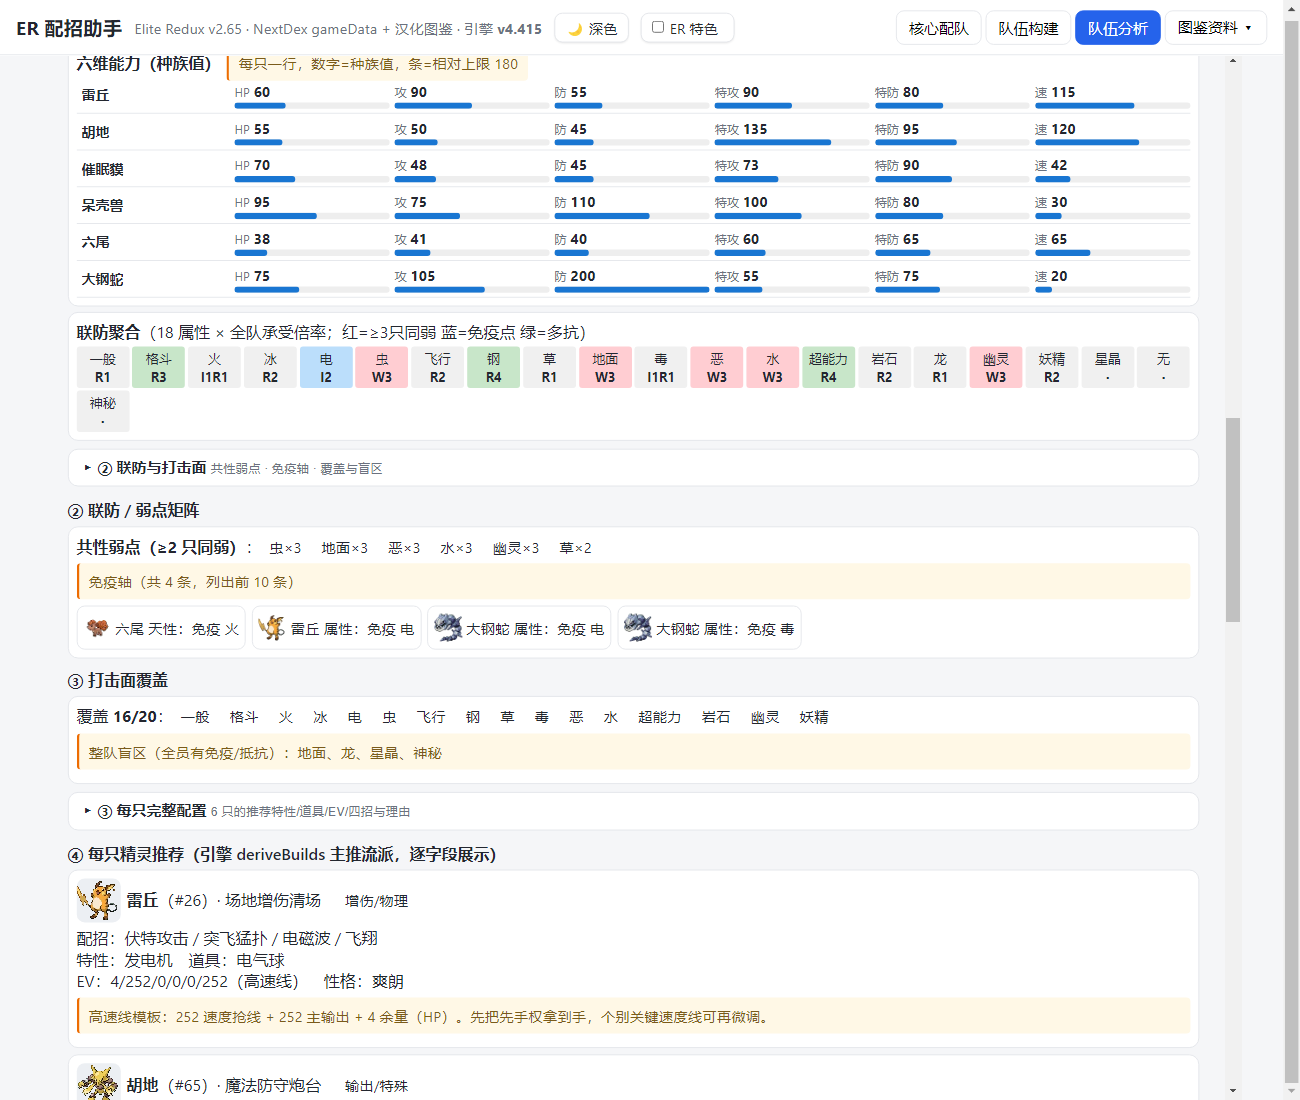 ER 配招助手 Elite Redux v2.65 · NextDex gameData + 汉化图鉴 · 引擎 v4.415 🌙 深色 ER 特色 核心配队 队伍构建 队伍分析 图鉴资料 ▾
六维能力（种族值） 每只一行，数字=种族值，条=相对上限 180
雷丘 HP 60 攻 90 防 55 特攻 90 特防 80 速 115
胡地 HP 55 攻 50 防 45 特攻 135 特防 95 速 120
催眠貘 HP 70 攻 48 防 45 特攻 73 特防 90 速 42
呆壳兽 HP 95 攻 75 防 110 特攻 100 特防 80 速 30
六尾 HP 38 攻 41 防 40 特攻 60 特防 65 速 65
大钢蛇 HP 75 攻 105 防 200 特攻 55 特防 75 速 20
联防聚合（18 属性 × 全队承受倍率；红=≥3只同弱 蓝=免疫点 绿=多抗）
一般 格斗 火 冰 电 虫 飞行 钢 草 地面 毒 恶 水 超能力 岩石 龙 幽灵 妖精 星晶 无
R1 R3 I1R1 R2 I2 W3 R2 R4 R1 W3 I1R1 W3 W3 R4 R2 R1 W3 R2 · ·
神秘
·
▸ ② 联防与打击面 共性弱点 · 免疫轴 · 覆盖与盲区
② 联防 / 弱点矩阵
共性弱点（≥2 只同弱）： 虫×3 地面×3 恶×3 水×3 幽灵×3 草×2
免疫轴（共 4 条，列出前 10 条）
六尾 天性：免疫 火 雷丘 属性：免疫 电 大钢蛇 属性：免疫 电 大钢蛇 属性：免疫 毒
③ 打击面覆盖
覆盖 16/20： 一般 格斗 火 冰 电 虫 飞行 钢 草 毒 恶 水 超能力 岩石 幽灵 妖精
整队盲区（全员有免疫/抵抗）：地面、龙、星晶、神秘
▸ ③ 每只完整配置 6 只的推荐特性/道具/EV/四招与理由
④ 每只精灵推荐（引擎 deriveBuilds 主推流派，逐字段展示）
雷丘（#26）· 场地增伤清场 增伤/物理
配招：伏特攻击 / 突飞猛扑 / 电磁波 / 飞翔
特性：发电机 道具：电气球
EV：4/252/0/0/0/252（高速线） 性格：爽朗
高速线模板：252 速度抢线 + 252 主输出 + 4 余量（HP）。先把先手权拿到手，个别关键速度线可再微调。
胡地（#65）· 魔法防守炮台 输出/特殊